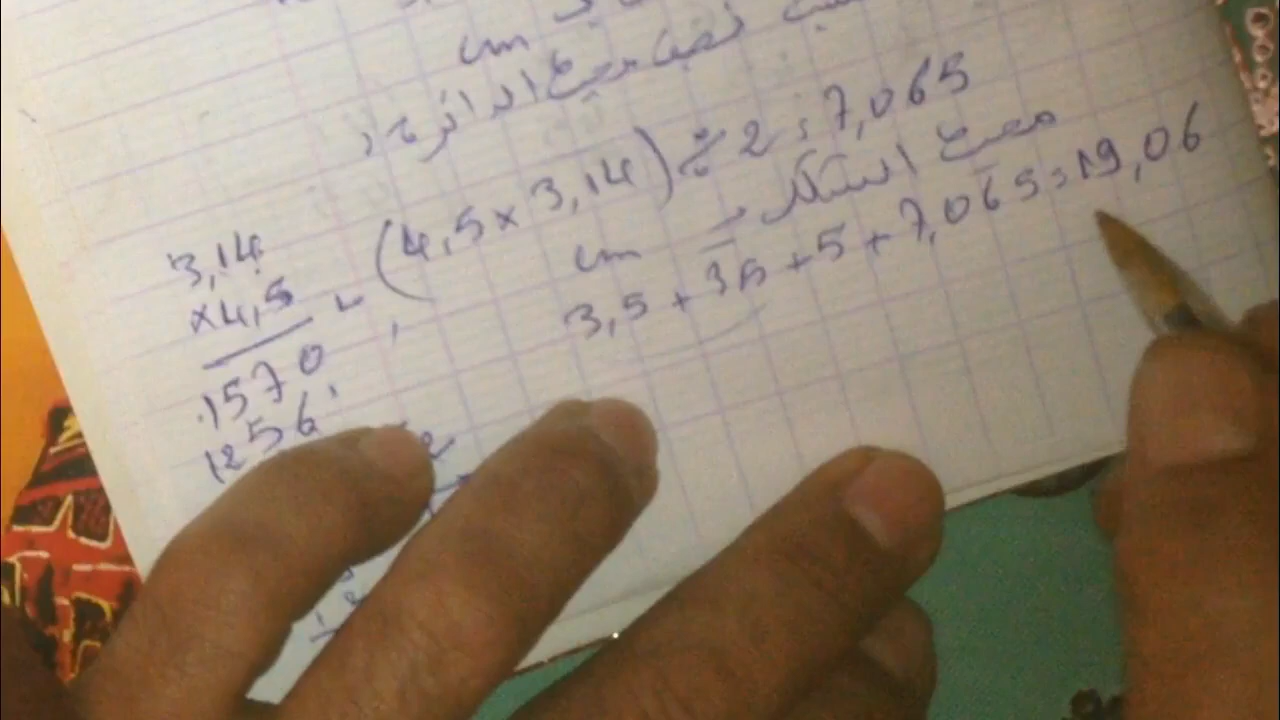 cm
نصف محيط الدائرة :
(4,5 x 3,14) ÷ 2 = 7,065
cm محيط الشكل
3,5 + 3,5 + 5 + 7,065 = 19,06
3,14
x4,5
1570
1256